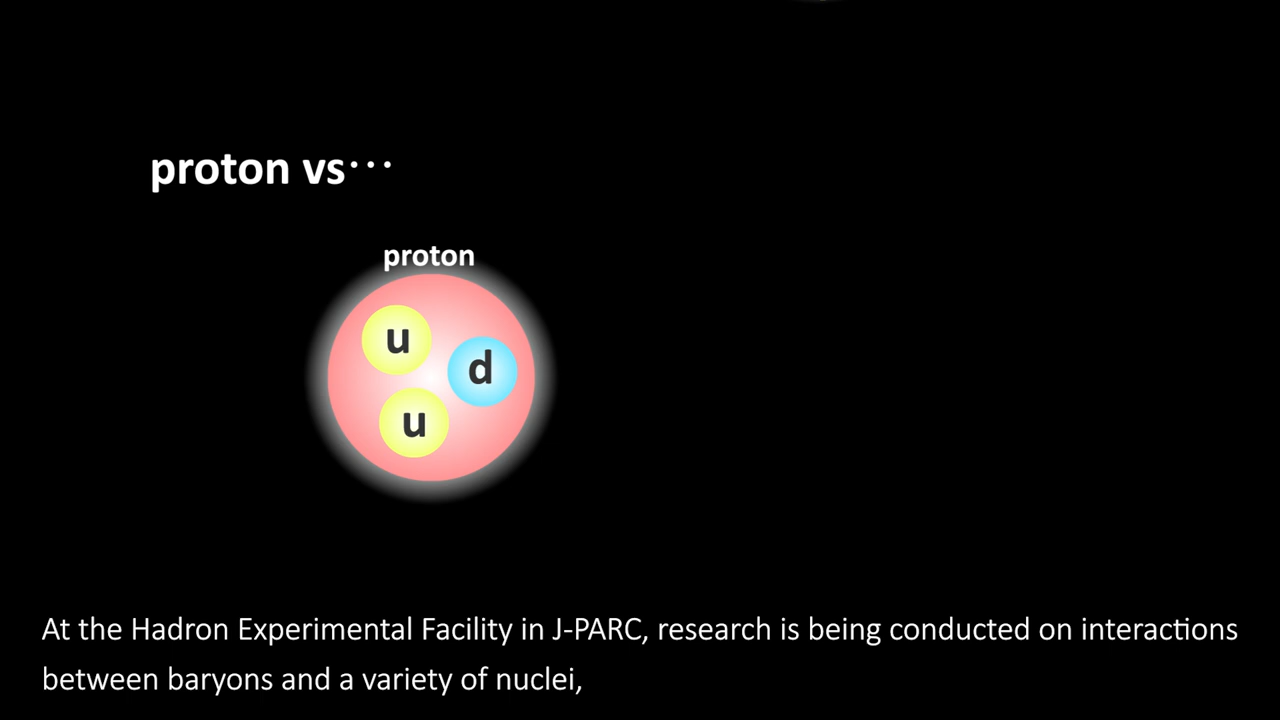 proton vs···
proton
u
d
u
At the Hadron Experimental Facility in J-PARC, research is being conducted on interactions
between baryons and a variety of nuclei,